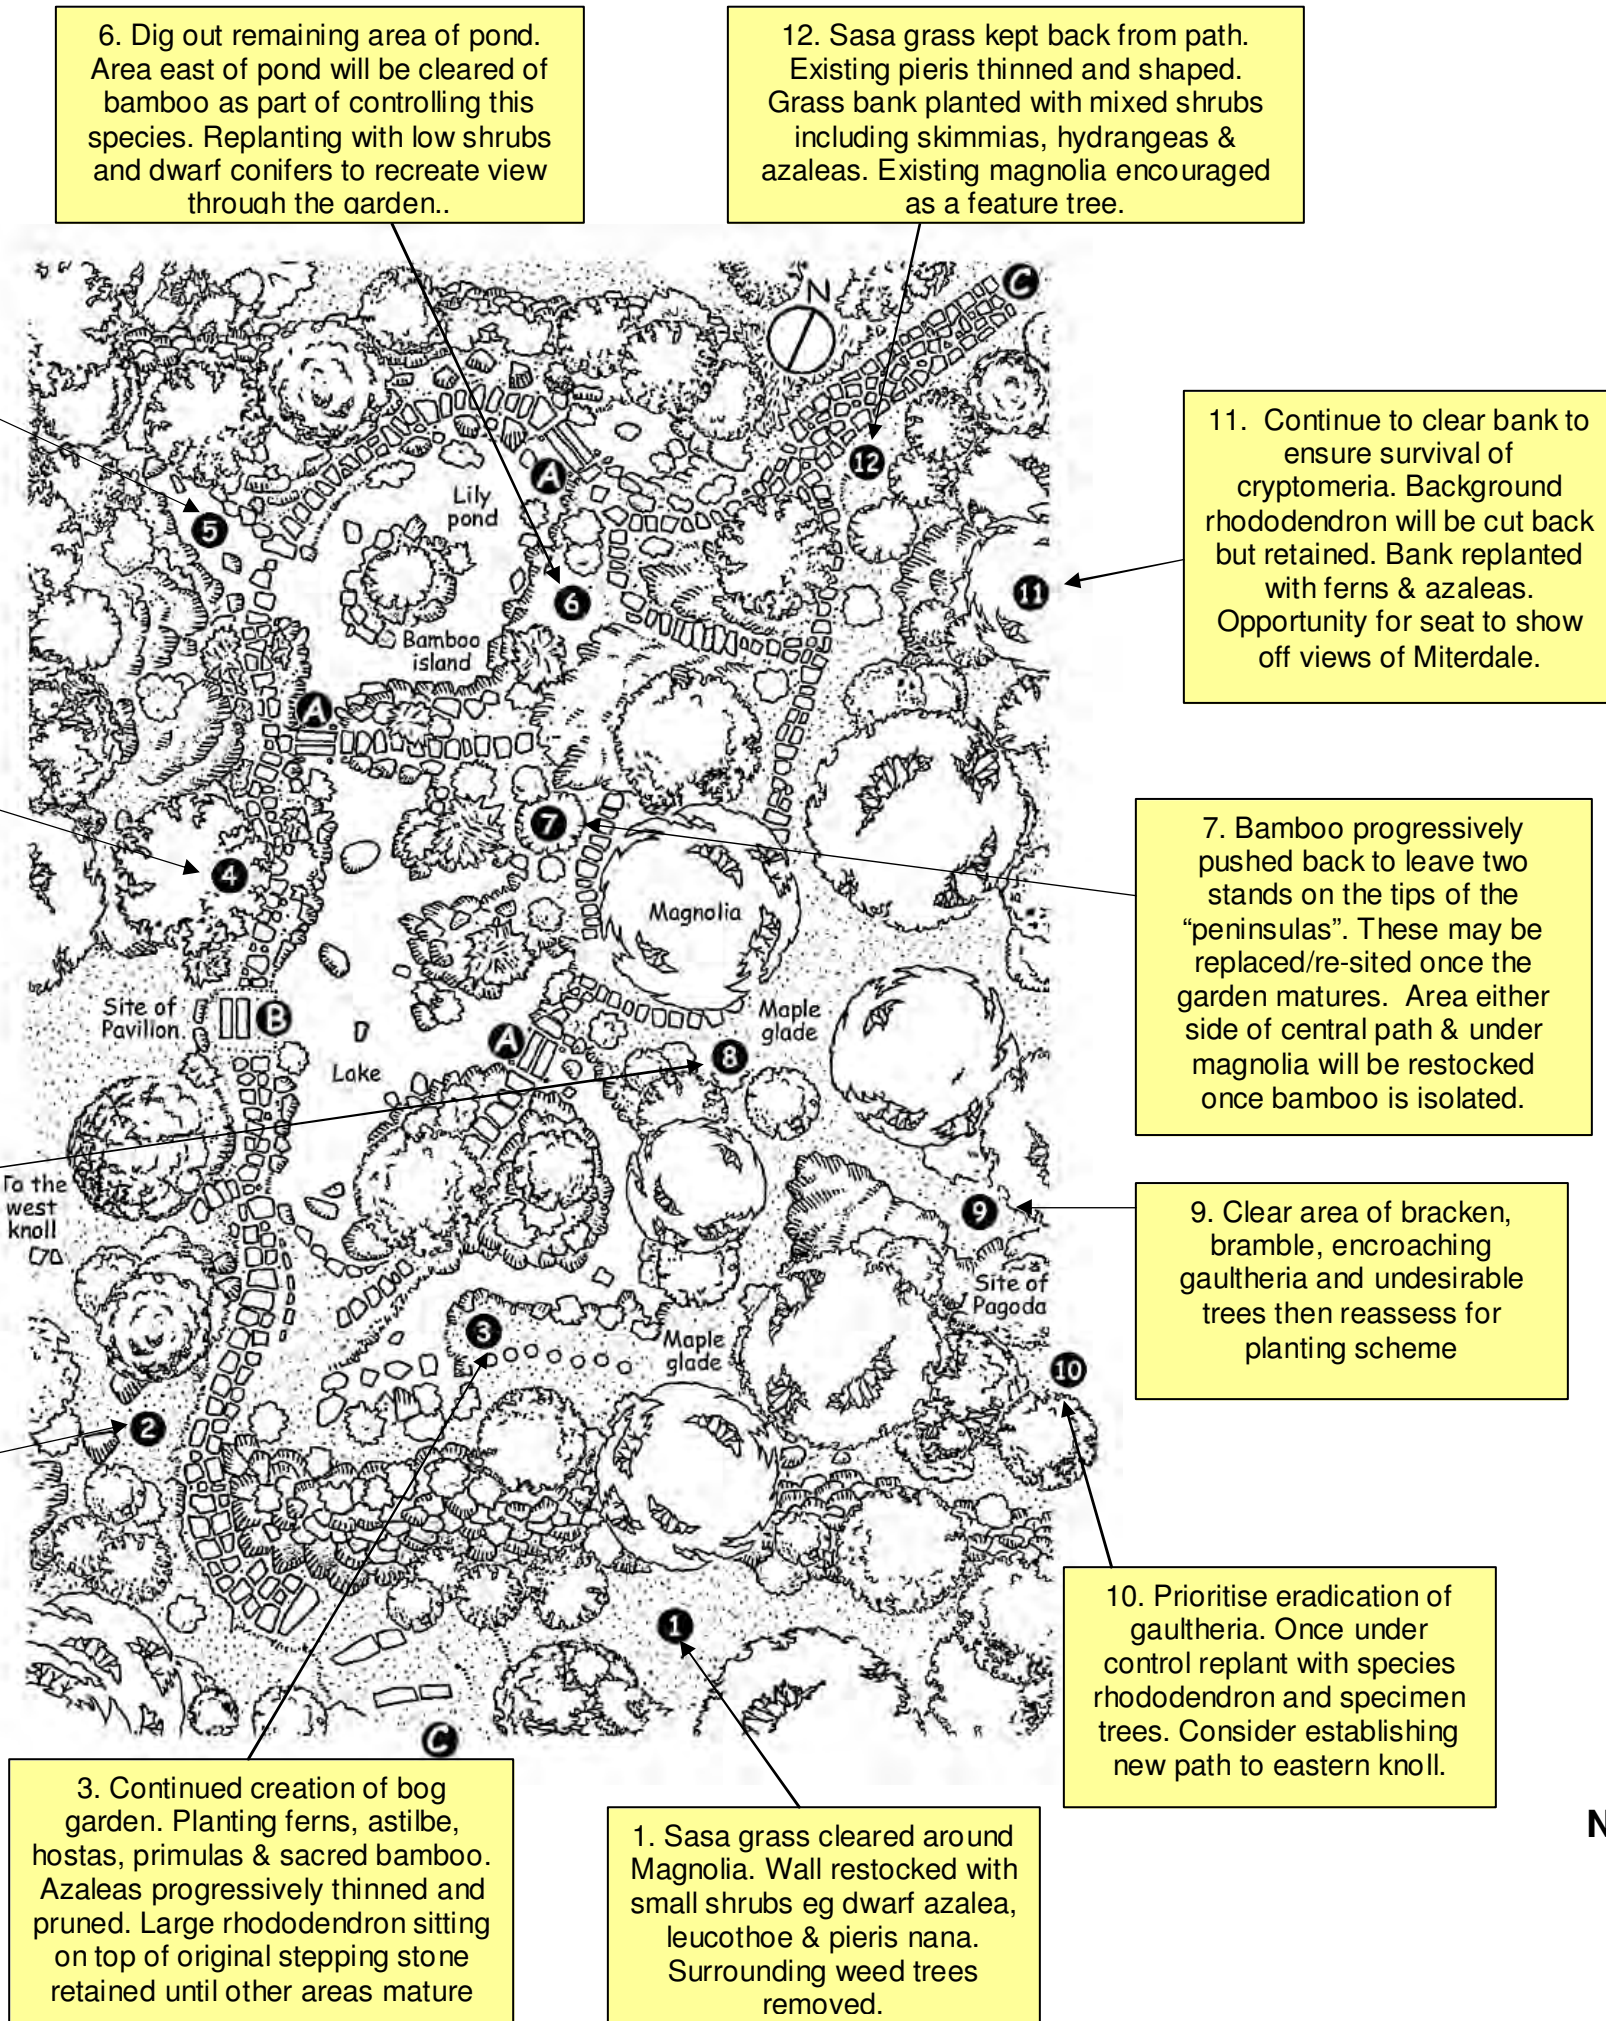 6. Dig out remaining area of pond.
Area east of pond will be cleared of
bamboo as part of controlling this
species. Replanting with low shrubs
and dwarf conifers to recreate view
through the garden..
12. Sasa grass kept back from path.
Existing pieris thinned and shaped.
Grass bank planted with mixed shrubs
including skimmias, hydrangeas &
azaleas. Existing magnolia encouraged
as a feature tree.
N
C
11. Continue to clear bank to
ensure survival of
cryptomeria. Background
rhododendron will be cut back
but retained. Bank replanted
with ferns & azaleas.
Opportunity for seat to show
off views of Miterdale.
12
A
Lily
pond
5
11
6
Bamboo
island
A
7. Bamboo progressively
pushed back to leave two
stands on the tips of the
“peninsulas”. These may be
replaced/re-sited once the
garden matures. Area either
side of central path & under
magnolia will be restocked
once bamboo is isolated.
7
4
Magnolia
Site of
Pavillon
B
Maple
glade
A
8
Lake
To the
west
knoll
9
9. Clear area of bracken,
bramble, encroaching
gaultheria and undesirable
trees then reassess for
planting scheme
Site of
Pagoda
3
Maple
glade
10
2
10. Prioritise eradication of
gaultheria. Once under
control replant with species
rhododendron and specimen
trees. Consider establishing
new path to eastern knoll.
1
C
3. Continued creation of bog
garden. Planting ferns, astilbe,
hostas, primulas & sacred bamboo.
Azaleas progressively thinned and
pruned. Large rhododendron sitting
on top of original stepping stone
retained until other areas mature
1. Sasa grass cleared around
Magnolia. Wall restocked with
small shrubs eg dwarf azalea,
leucothoe & pieris nana.
Surrounding weed trees
removed.
N